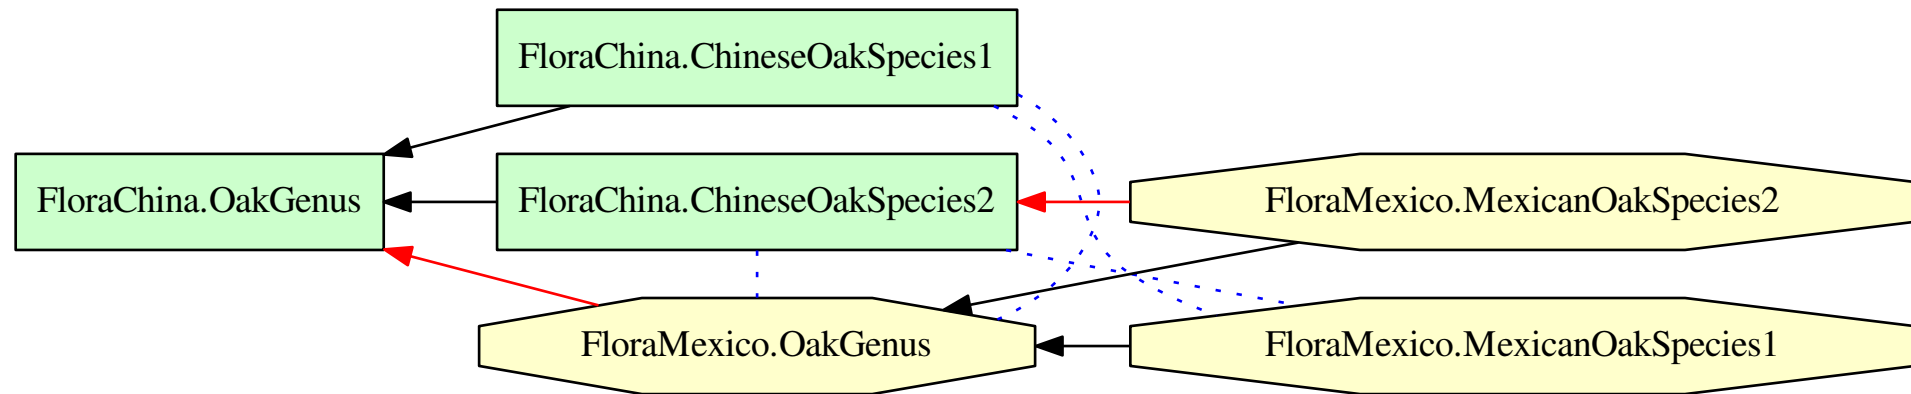 FloraChina.ChineseOakSpecies1
FloraChina.OakGenus
FloraChina.ChineseOakSpecies2
FloraMexico.MexicanOakSpecies2
FloraMexico.OakGenus
FloraMexico.MexicanOakSpecies1